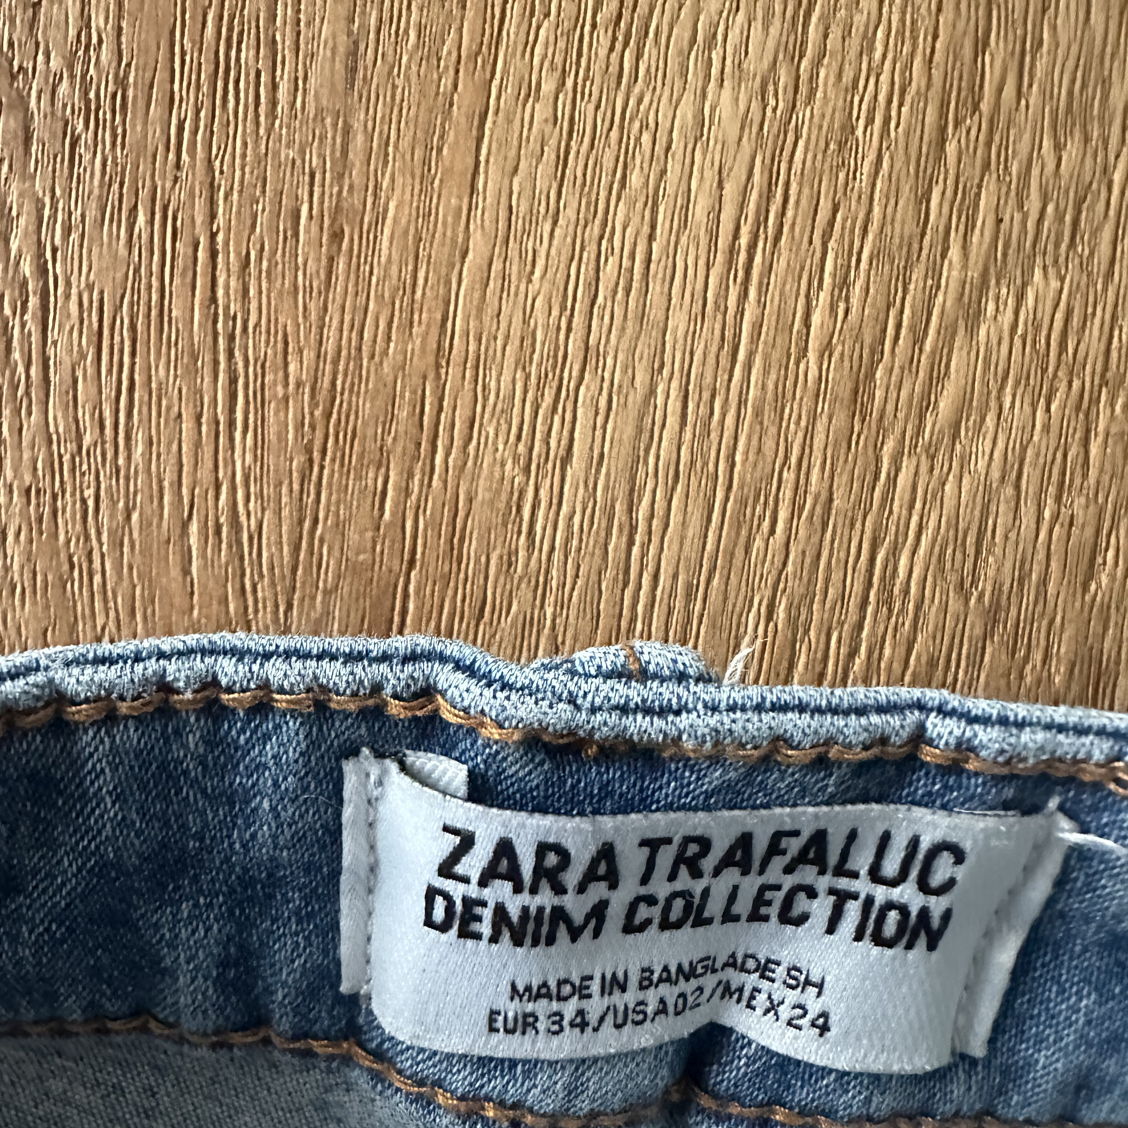 ZARA TRAFALUC
DENIM COLLECTION
MADE IN BANGLADESH
EUR 34/USA 02/MEX 24